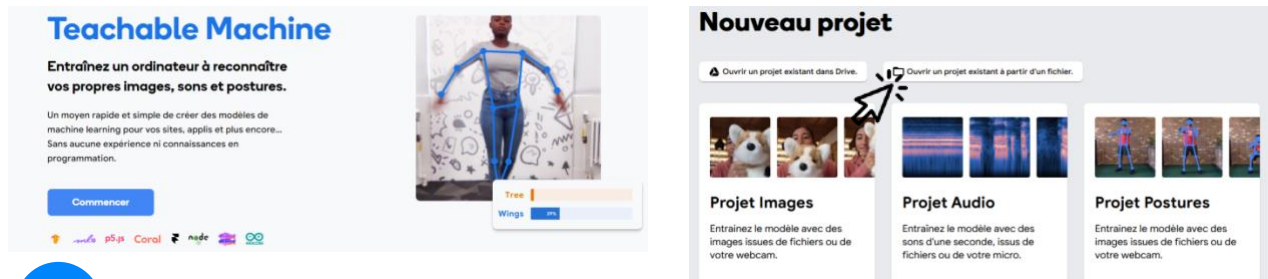 Teachable Machine
Entraînez un ordinateur à reconnaître
vos propres images, sons et postures.
Un moyen rapide et simple de créer des modèles de
machine learning pour vos sites, applis et plus encore...
Sans aucune expérience ni connaissances en
programmation.
Commencer
p5.js Coral node
Tree
Wings
Nouveau projet
Ouvrir un projet existant dans Drive.
Ouvrir un projet existant à partir d'un fichier.
Projet Images
Entrainez le modèle avec des
images issues de fichiers ou de
votre webcam.
Projet Audio
Entraînez le modèle avec des
sons d'une seconde, issus de
fichiers ou de votre micro.
Projet Postures
Entraînez le modèle avec des
images issues de fichiers ou de
votre webcam.